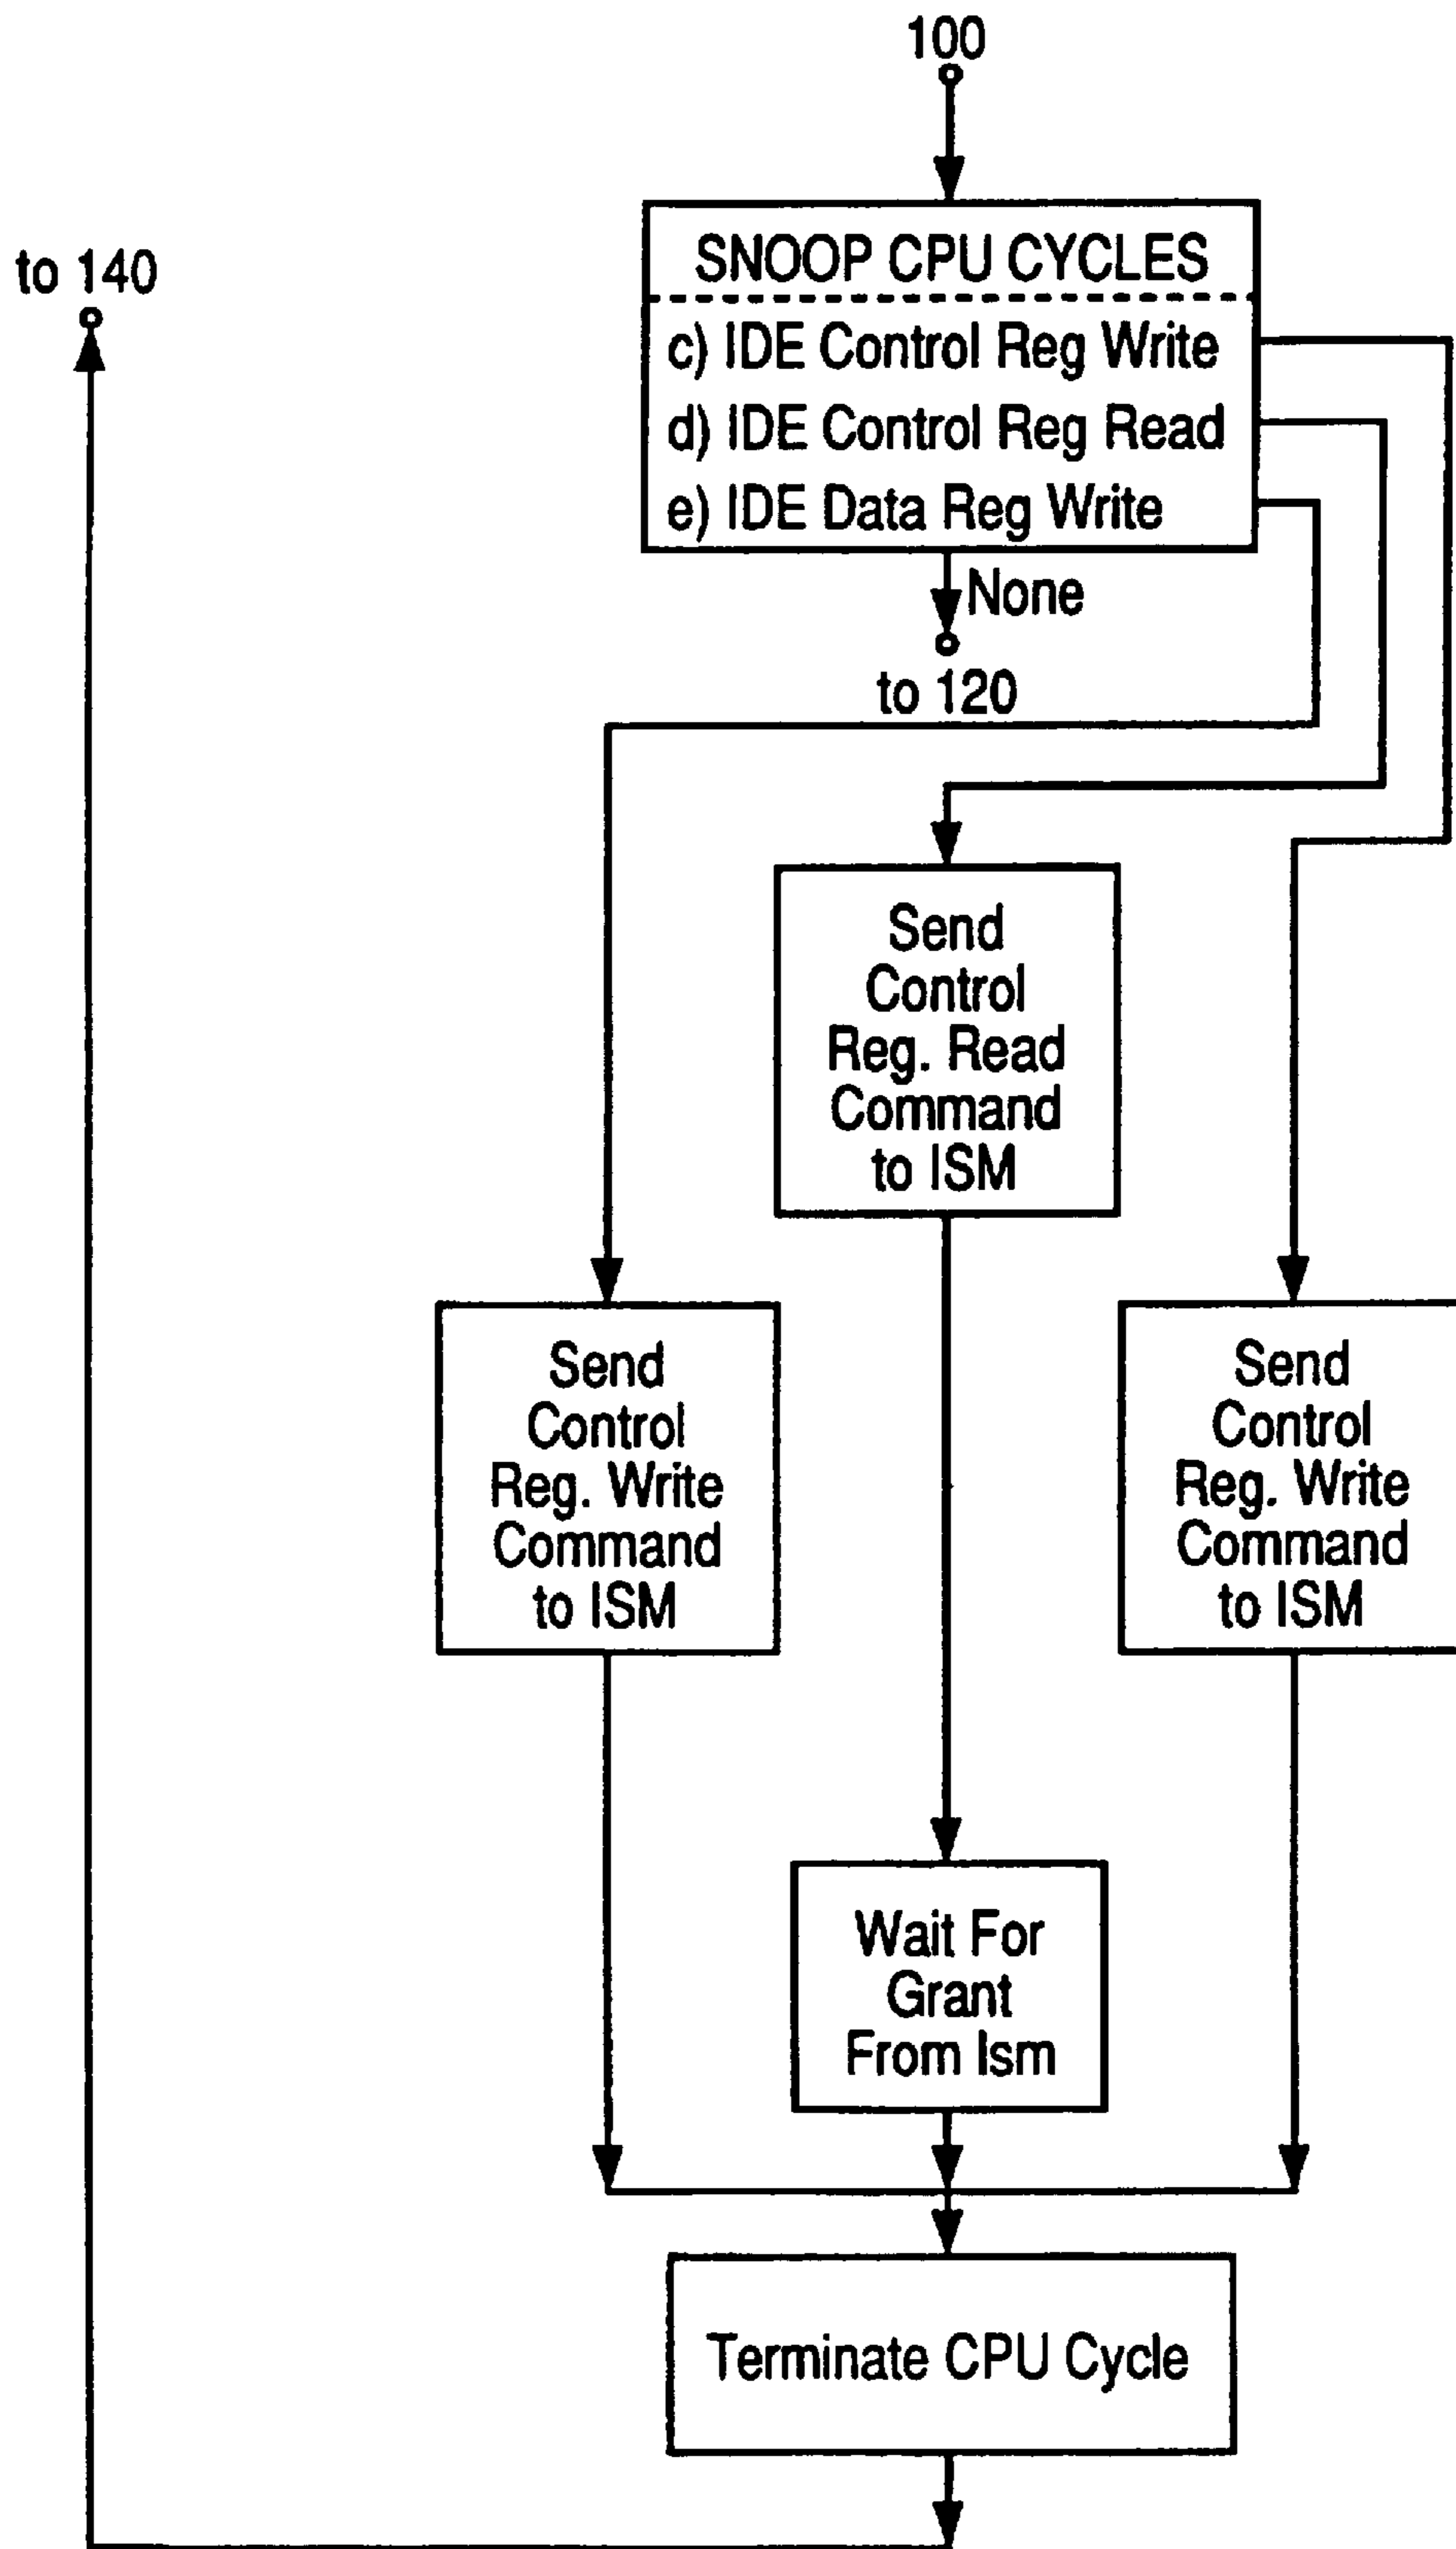 100
to 140
SNOOP CPU CYCLES
c) IDE Control Reg Write
d) IDE Control Reg Read
e) IDE Data Reg Write
None
to 120
Send
Control
Reg. Read
Command
to ISM
Send
Control
Reg. Write
Command
to ISM
Send
Control
Reg. Write
Command
to ISM
Wait For
Grant
From Ism
Terminate CPU Cycle